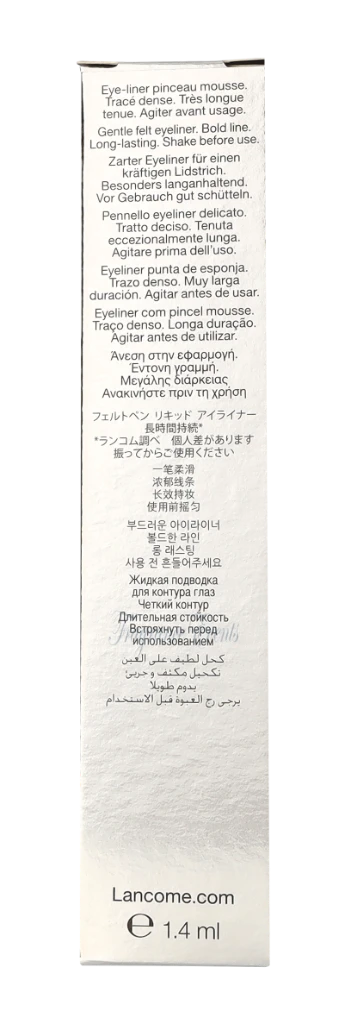 Eye-liner pinceau mousse.
Tracé dense. Très longue
tenue. Agiter avant usage.
Gentle felt eyeliner. Bold line.
Long-lasting. Shake before use.
Zarter Eyeliner für einen
kräftigen Lidstrich.
Besonders langanhaltend.
Vor Gebrauch gut schütteln.
Pennello eyeliner delicato.
Tratto deciso. Tenuta
eccezionalmente lunga.
Agitare prima dell'uso.
Eyeliner punta de esponja.
Trazo denso. Muy larga
duración. Agitar antes de usar.
Eyeliner com pincel mousse.
Traço denso. Longa duração.
Agitar antes de utilizar.
Άνεση στην εφαρμογή.
Έντονη γραμμή.
Μεγάλης διάρκειας
Ανακινήστε πριν τη χρήση
フェルトペン リキッド アイライナー
長時間持続*
*ランコム調べ 個人差があります
振ってからご使用ください
一笔柔滑
浓郁线条
长效持妆
使用前摇匀
부드러운 아이라이너
볼드한 라인
롱 래스팅
사용 전 흔들어주세요
Жидкая подводка
для контура глаз
Четкий контур
Длительная стойкость
Встряхнуть перед
использованием
كحل لطيف على العين
تكحيل مكثف و جريئ
يدوم طويلا
يرجى رج العبوة قبل الاستخدام
Lancome.com
℮ 1.4 ml